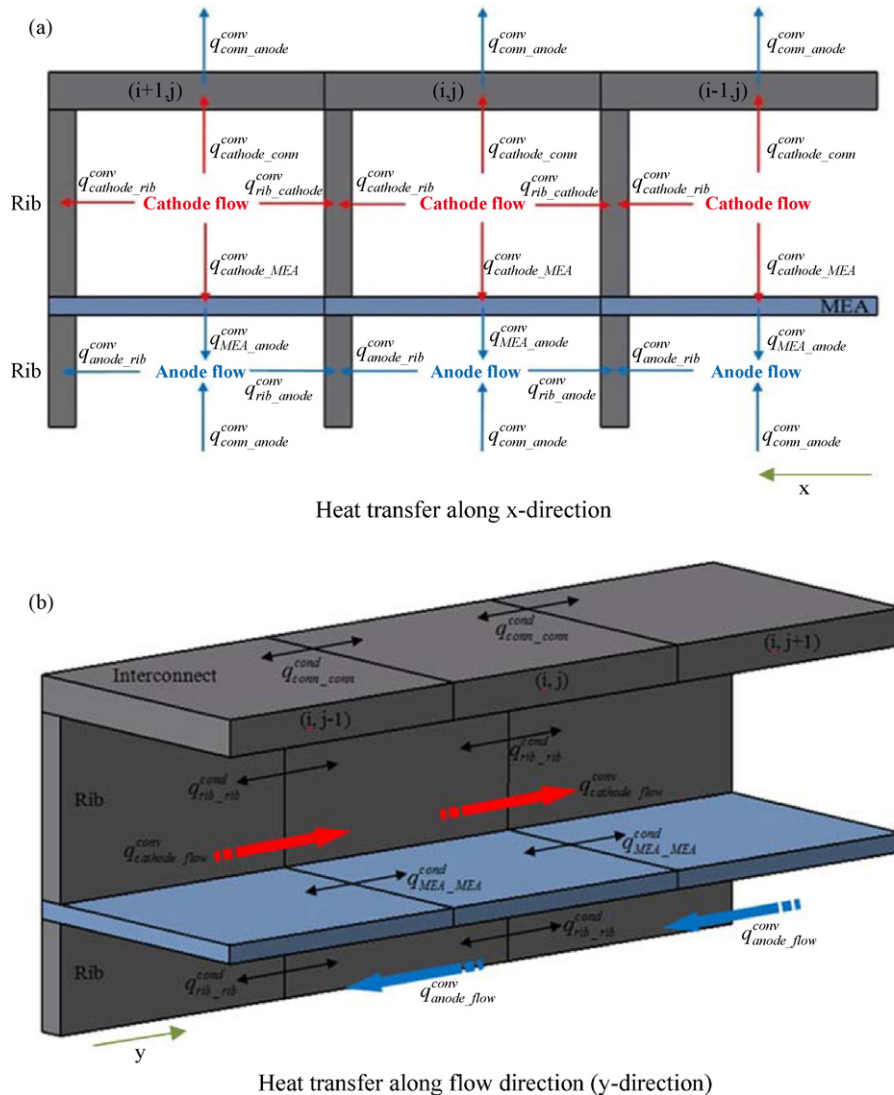 (a)
q^{conv}_{conn_anode} q^{conv}_{conn_anode} q^{conv}_{conn_anode}
(i+1,j) (i,j) (i-1,j)
q^{conv}_{cathode_conn} q^{conv}_{cathode_conn} q^{conv}_{cathode_conn}
q^{conv}_{cathode_rib} q^{conv}_{rib_cathode} q^{conv}_{cathode_rib} q^{conv}_{rib_cathode} q^{conv}_{cathode_rib}
Rib Cathode flow Cathode flow Cathode flow
q^{conv}_{cathode_MEA} q^{conv}_{cathode_MEA} q^{conv}_{cathode_MEA}
MEA
q^{conv}_{MEA_anode} q^{conv}_{MEA_anode} q^{conv}_{MEA_anode}
q^{conv}_{anode_rib} q^{conv}_{anode_rib} q^{conv}_{anode_rib}
Rib Anode flow Anode flow Anode flow
q^{conv}_{rib_anode} q^{conv}_{rib_anode}
q^{conv}_{conn_anode} q^{conv}_{conn_anode} q^{conv}_{conn_anode}
x
Heat transfer along x-direction
(b)
q^{cond}_{conn_conn}
(i, j+1)
Interconnect q^{cond}_{conn_conn}
(i, j)
(i, j-1)
q^{cond}_{rib_rib}
Rib q^{cond}_{rib_rib}
q^{conv}_{cathode_flow}
q^{conv}_{cathode_flow}
q^{cond}_{MEA_MEA}
q^{cond}_{MEA_MEA}
q^{cond}_{rib_rib}
q^{conv}_{anode_flow}
Rib q^{cond}_{rib_rib}
q^{conv}_{anode_flow}
y
Heat transfer along flow direction (y-direction)